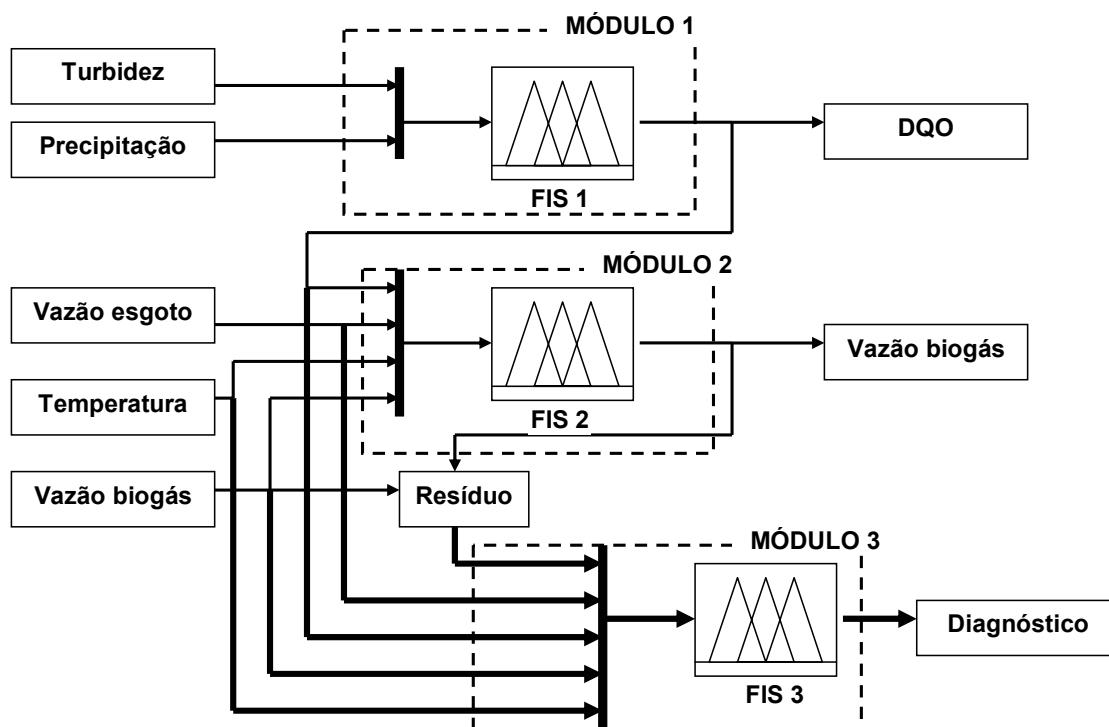 MÓDULO 1
Turbidez
Precipitação
FIS 1
DQO
MÓDULO 2
Vazão esgoto
Temperatura
FIS 2
Vazão biogás
Vazão biogás
Resíduo
MÓDULO 3
FIS 3
Diagnóstico